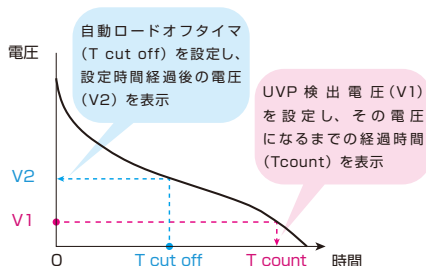 自動ロードオフタイマ
(T cut off) を設定し、
設定時間経過後の電圧
(V2) を表示
電圧
UVP検出電圧(V1)
を設定し、その電圧
になるまでの経過時間
(Tcount) を表示
V2
V1
0
T cut off
T count
時間